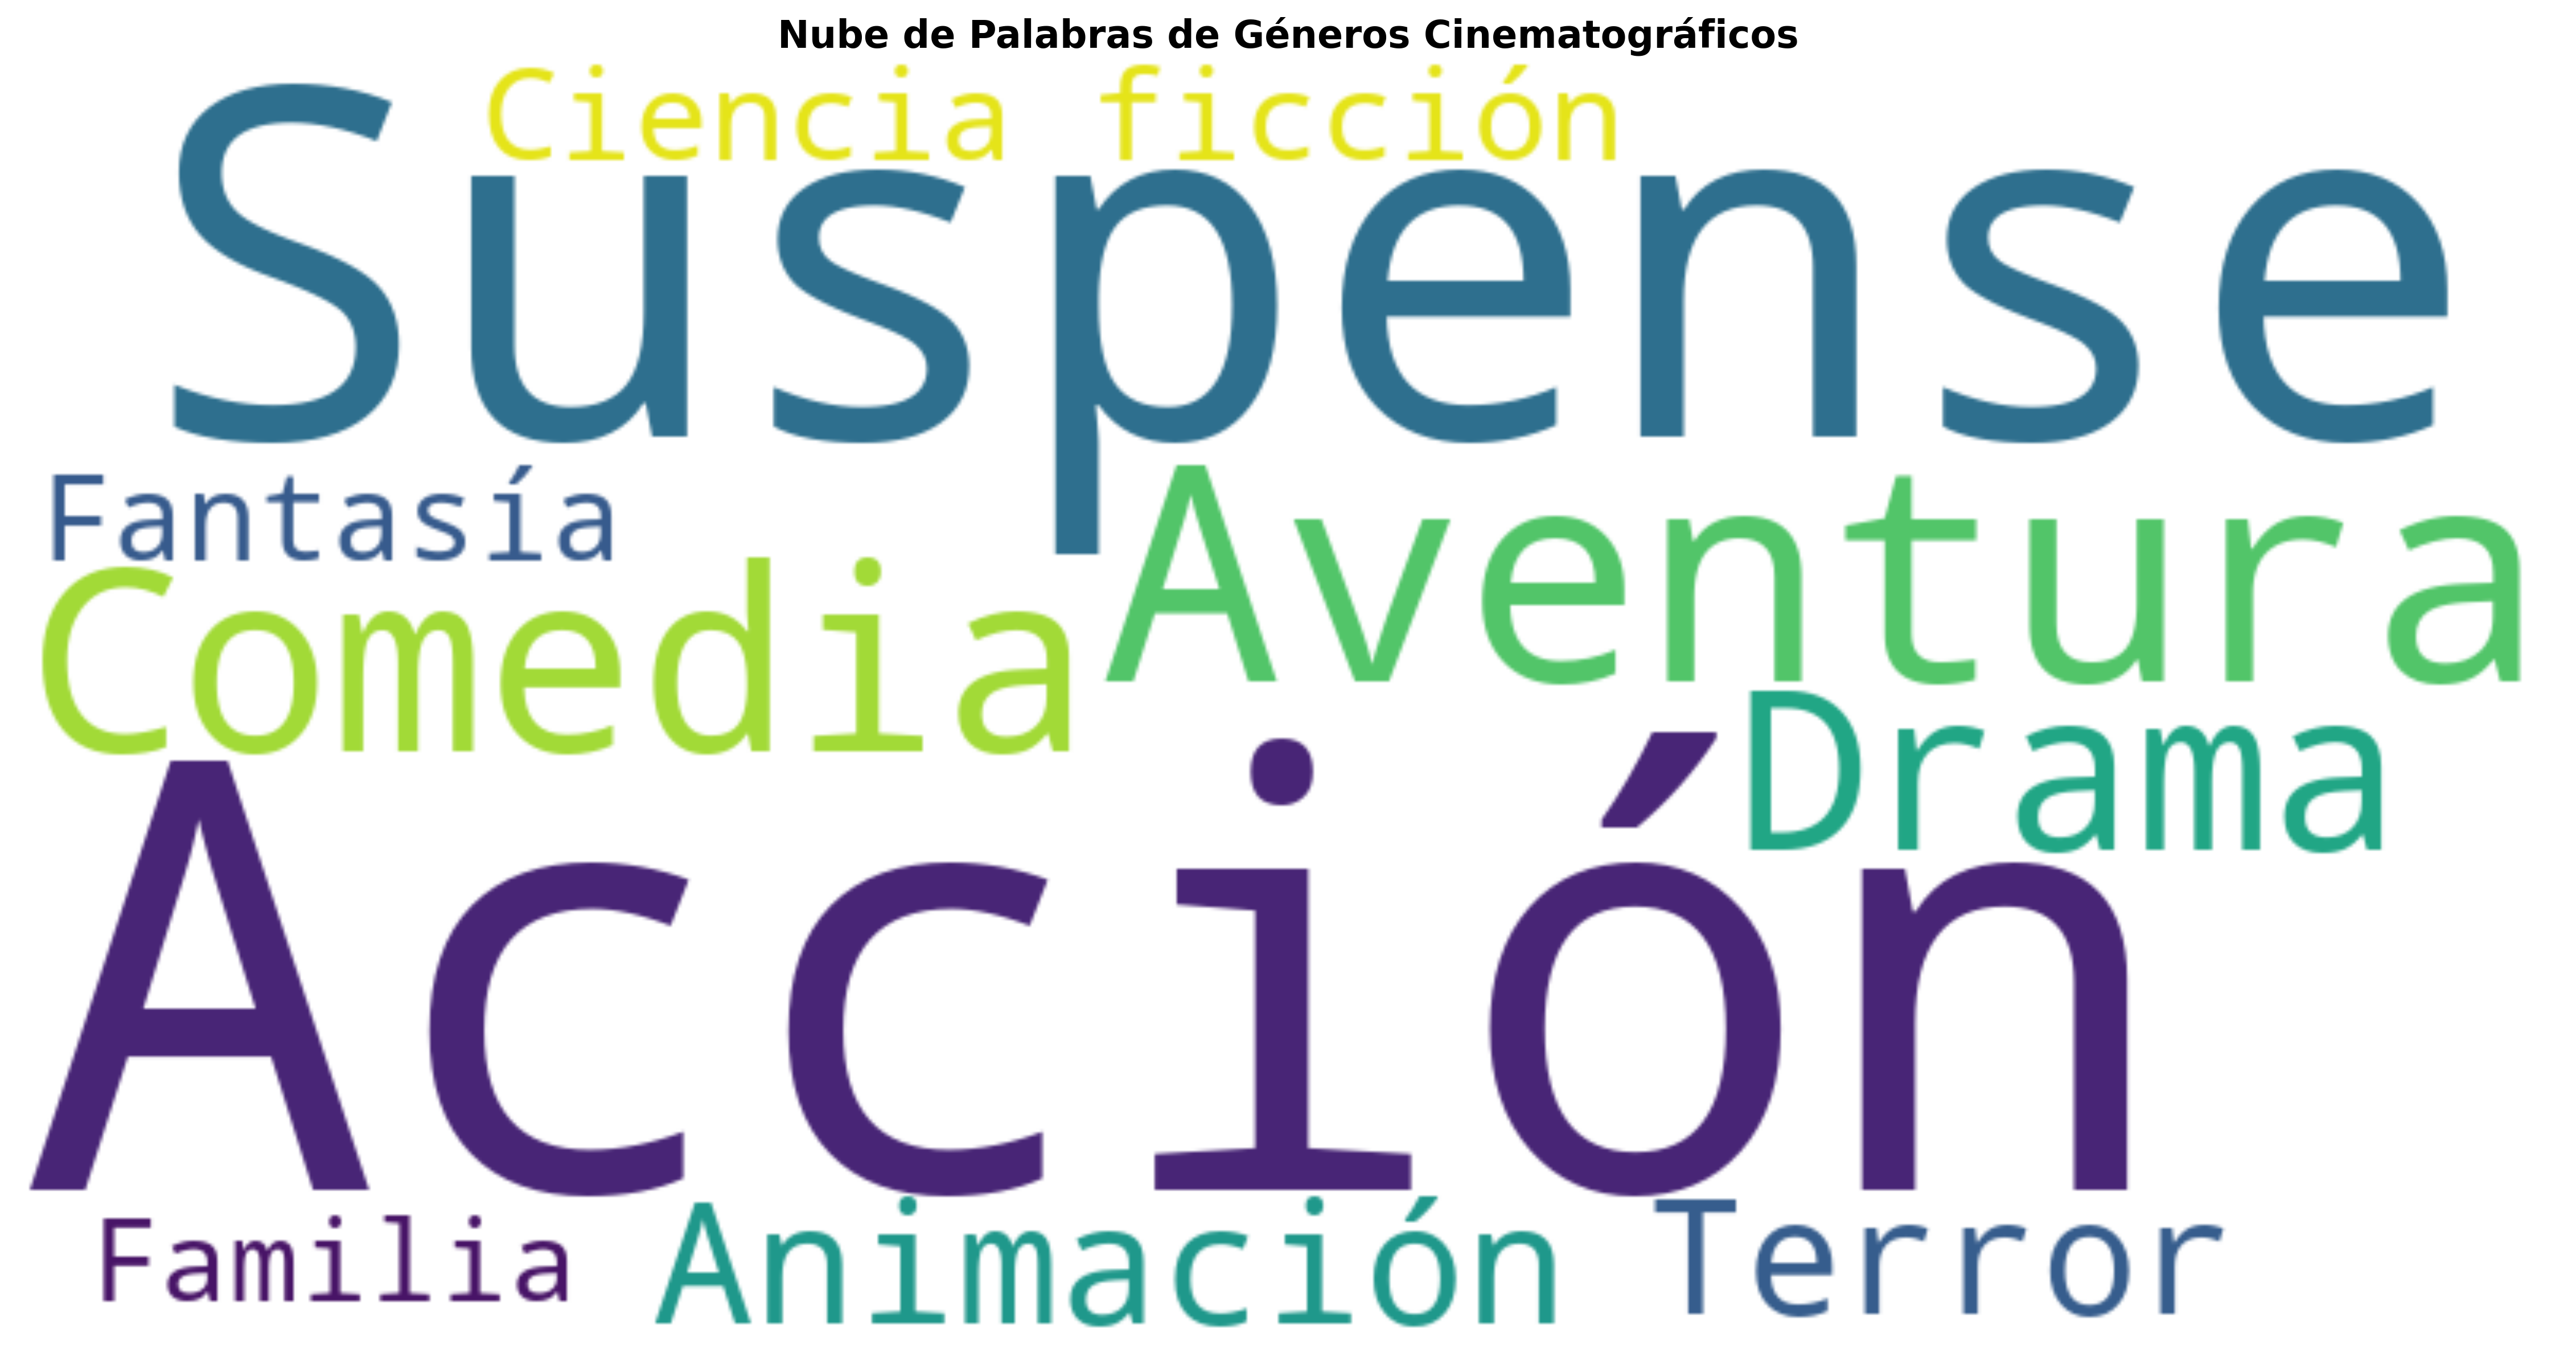 Nube de Palabras de Géneros Cinematográficos
Ciencia ficción
Suspense
Fantasía
Aventura
Comedia
Drama
Acción
Familia
Animación
Terror